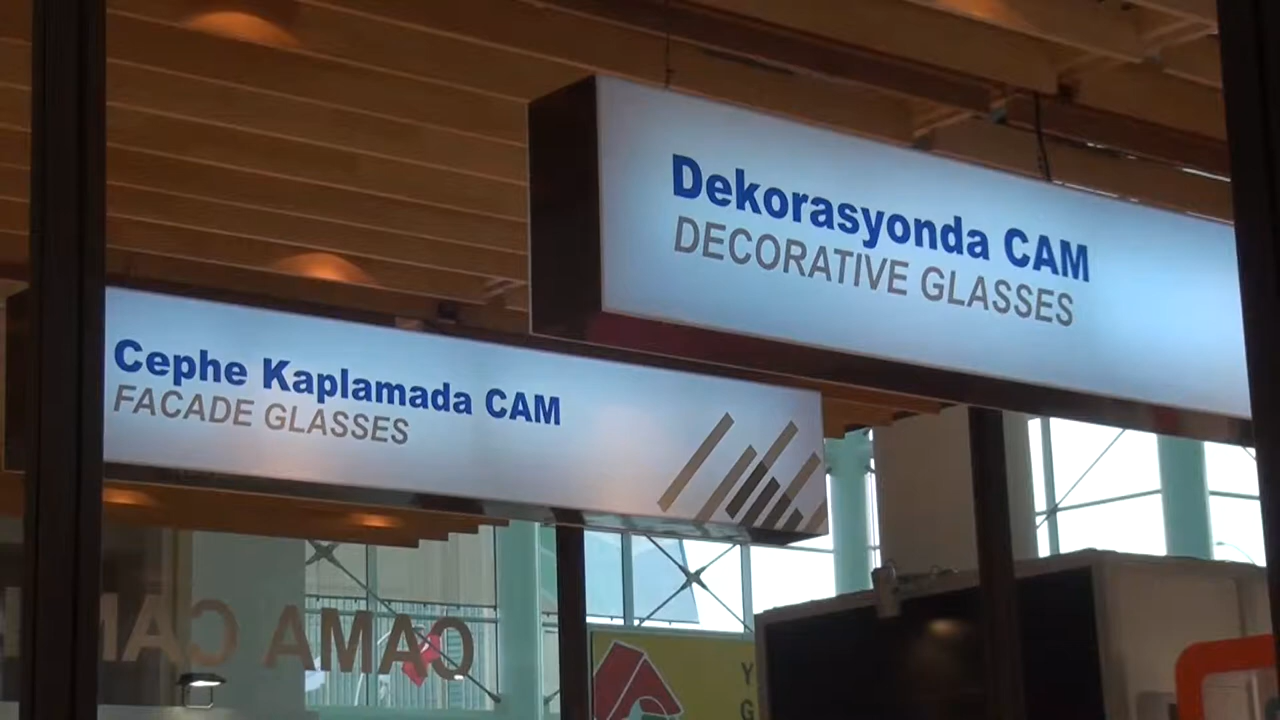 Dekorasyonda CAM
DECORATIVE GLASSES
Cephe Kaplamada CAM
FACADE GLASSES
Y
G